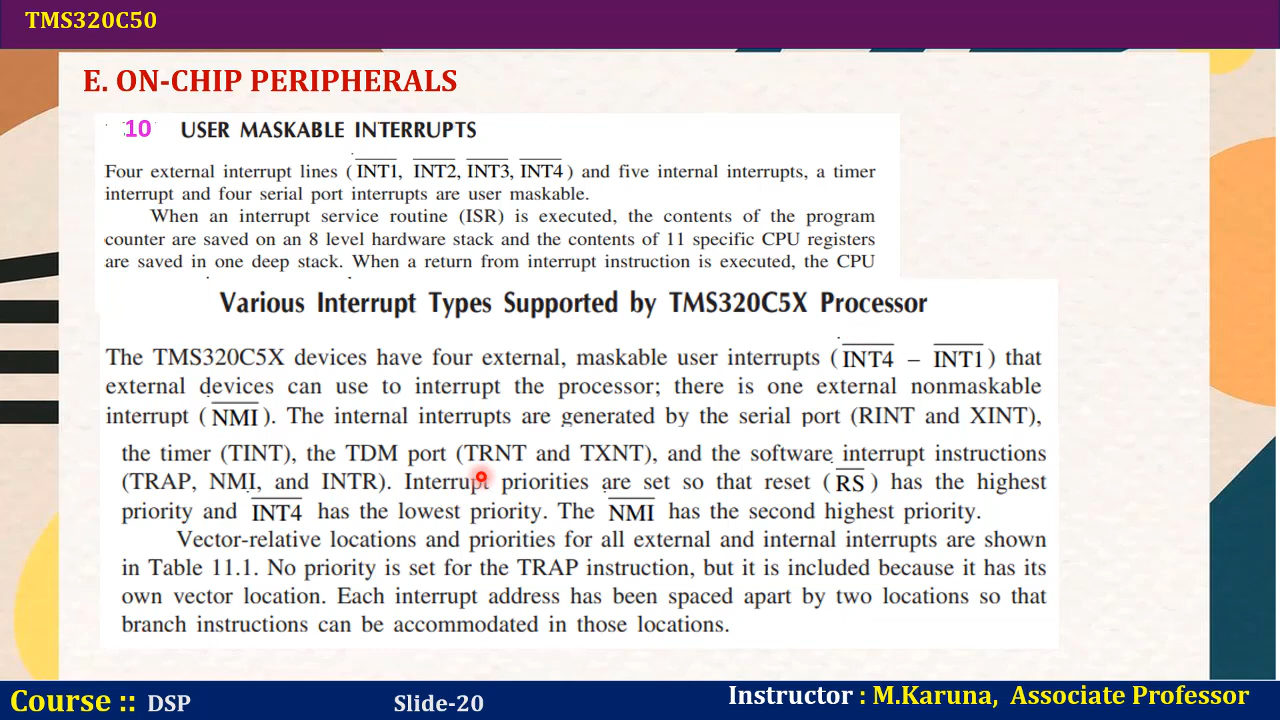 TMS320C50
E. ON-CHIP PERIPHERALS
10 USER MASKABLE INTERRUPTS
Four external interrupt lines (INT1, INT2, INT3, INT4) and five internal interrupts, a timer
interrupt and four serial port interrupts are user maskable.
When an interrupt service routine (ISR) is executed, the contents of the program
counter are saved on an 8 level hardware stack and the contents of 11 specific CPU registers
are saved in one deep stack. When a return from interrupt instruction is executed, the CPU
Various Interrupt Types Supported by TMS320C5X Processor
The TMS320C5X devices have four external, maskable user interrupts (INT4 – INT1) that
external devices can use to interrupt the processor; there is one external nonmaskable
interrupt (NMI). The internal interrupts are generated by the serial port (RINT and XINT),
the timer (TINT), the TDM port (TRNT and TXNT), and the software interrupt instructions
(TRAP, NMI, and INTR). Interrupt priorities are set so that reset (RS) has the highest
priority and INT4 has the lowest priority. The NMI has the second highest priority.
Vector-relative locations and priorities for all external and internal interrupts are shown
in Table 11.1. No priority is set for the TRAP instruction, but it is included because it has its
own vector location. Each interrupt address has been spaced apart by two locations so that
branch instructions can be accommodated in those locations.
Course :: DSP Slide-20 Instructor : M.Karuna, Associate Professor